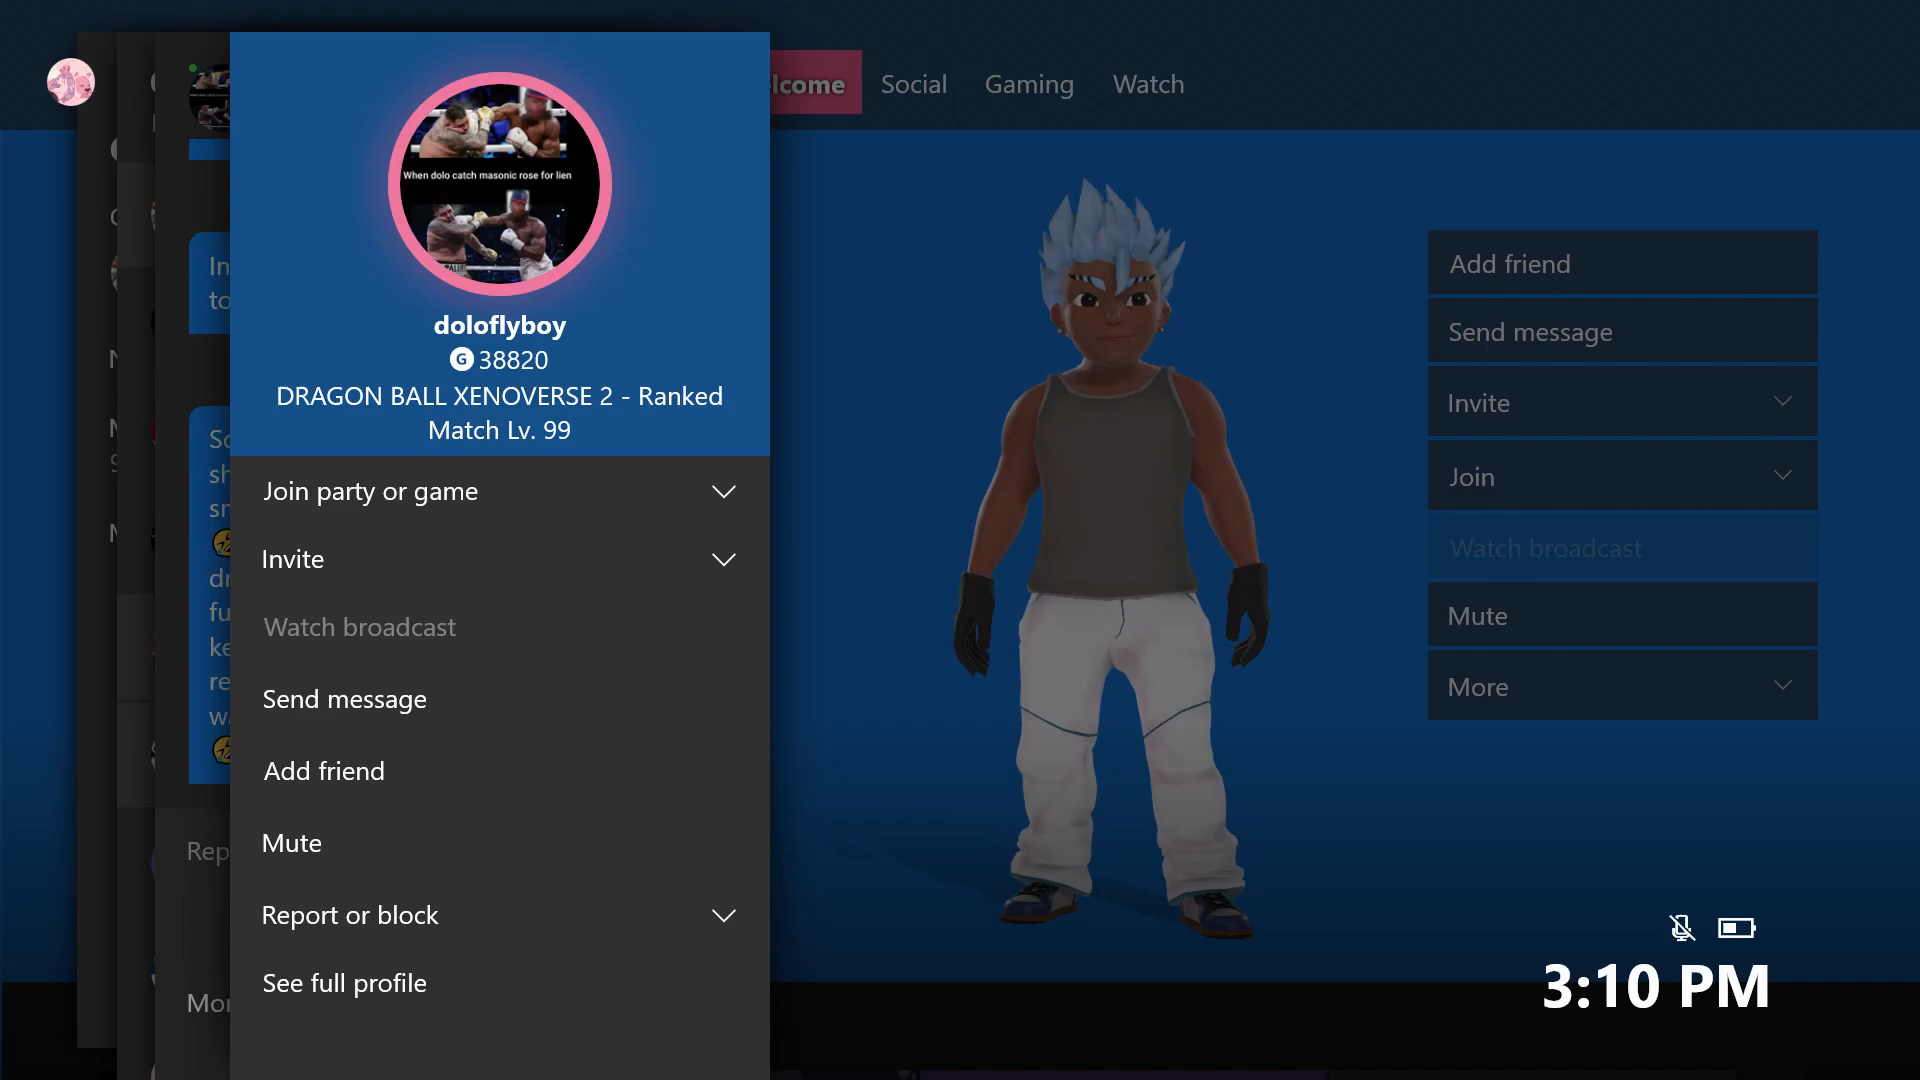 Social
Gaming
Watch
When dolo catch masonic rose for lien
doloflyboy
G 38820
DRAGON BALL XENOVERSE 2 - Ranked
Match Lv. 99
Join party or game
Invite
Watch broadcast
Send message
Add friend
Mute
Report or block
See full profile
Add friend
Send message
Invite
Join
Watch broadcast
Mute
More
3:10 PM